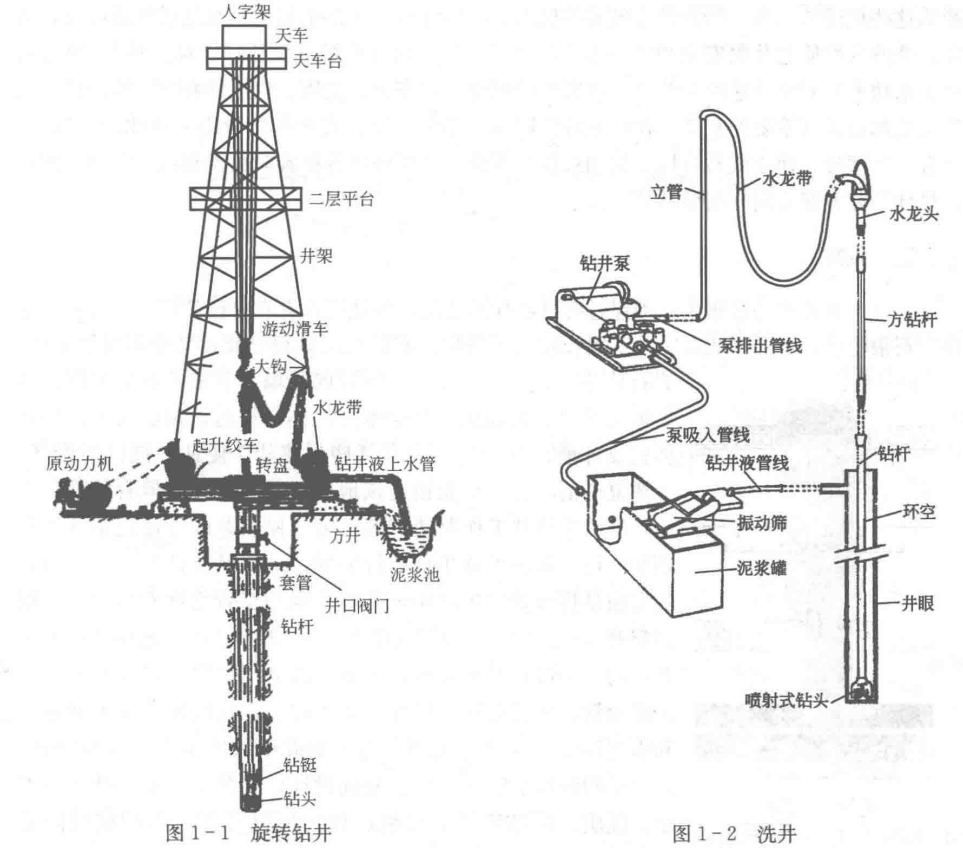 人字架
天车
天车台
二层平台
井架
游动滑车
大钩
水龙带
起升绞车
原动力机
转盘
钻井液上水管
方井
泥浆池
套管
井口阀门
钻杆
钻铤
钻头
图1-1 旋转钻井
立管
水龙带
水龙头
钻井泵
泵排出管线
方钻杆
泵吸入管线
钻井液管线
钻杆
振动筛
环空
泥浆罐
井眼
喷射式钻头
图1-2 洗井